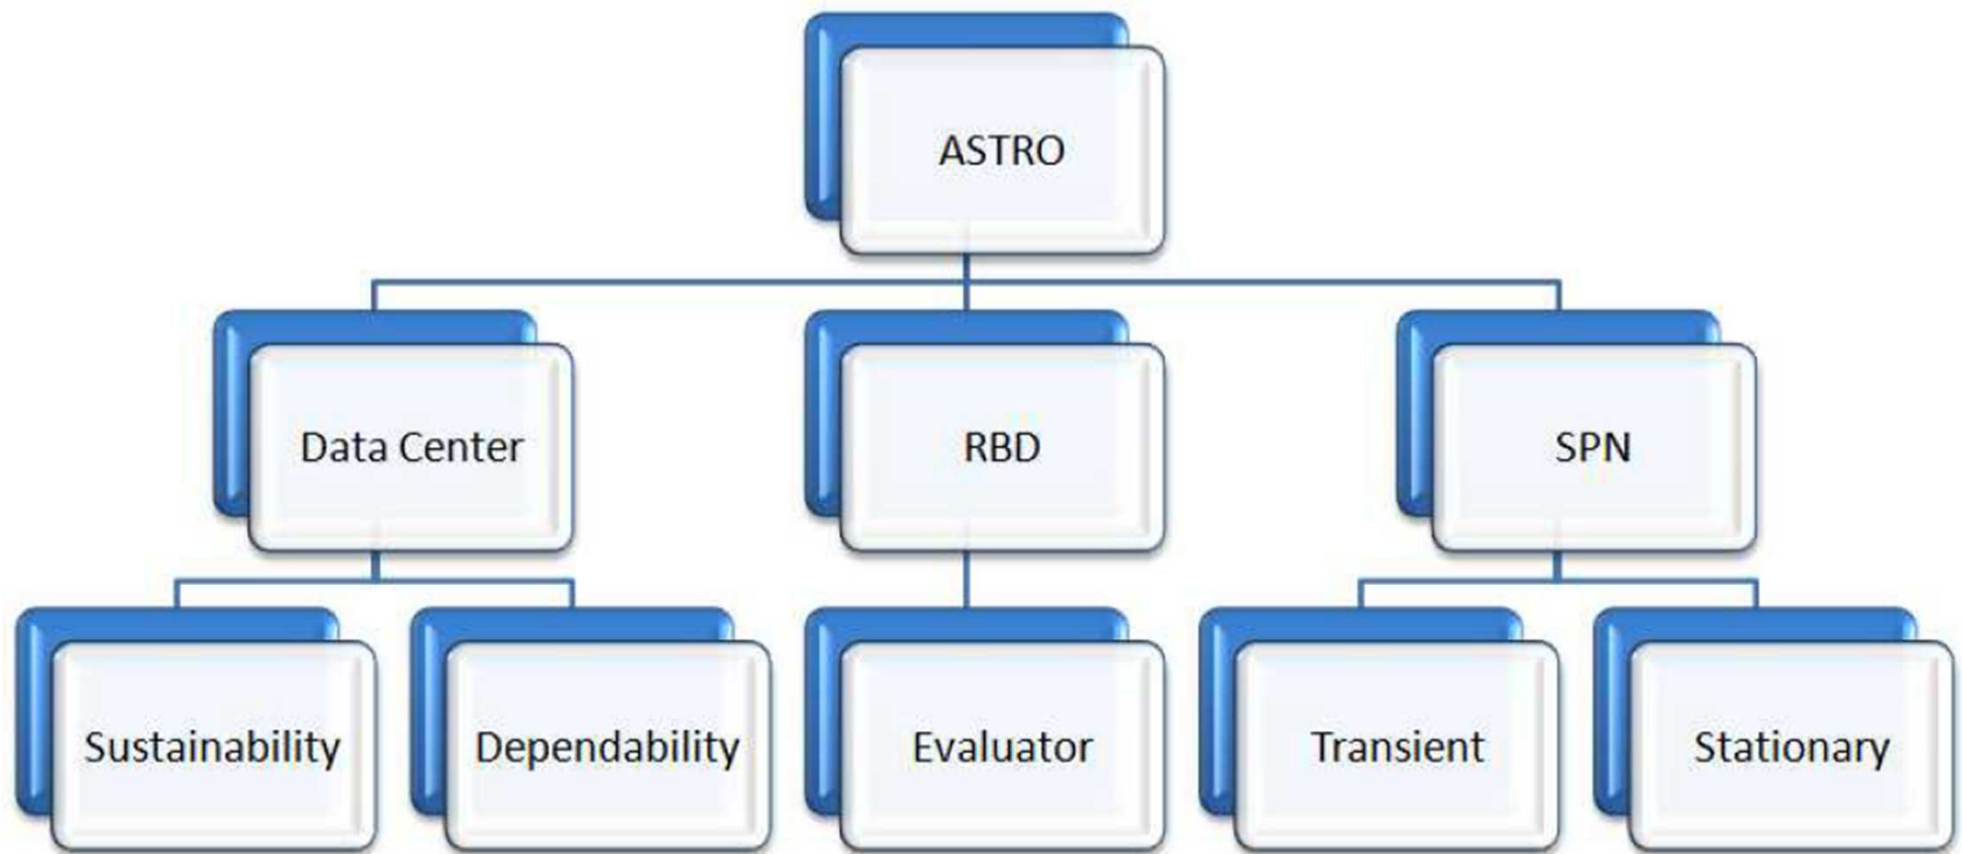 ASTRO
Data Center
RBD
SPN
Sustainability
Dependability
Evaluator
Transient
Stationary